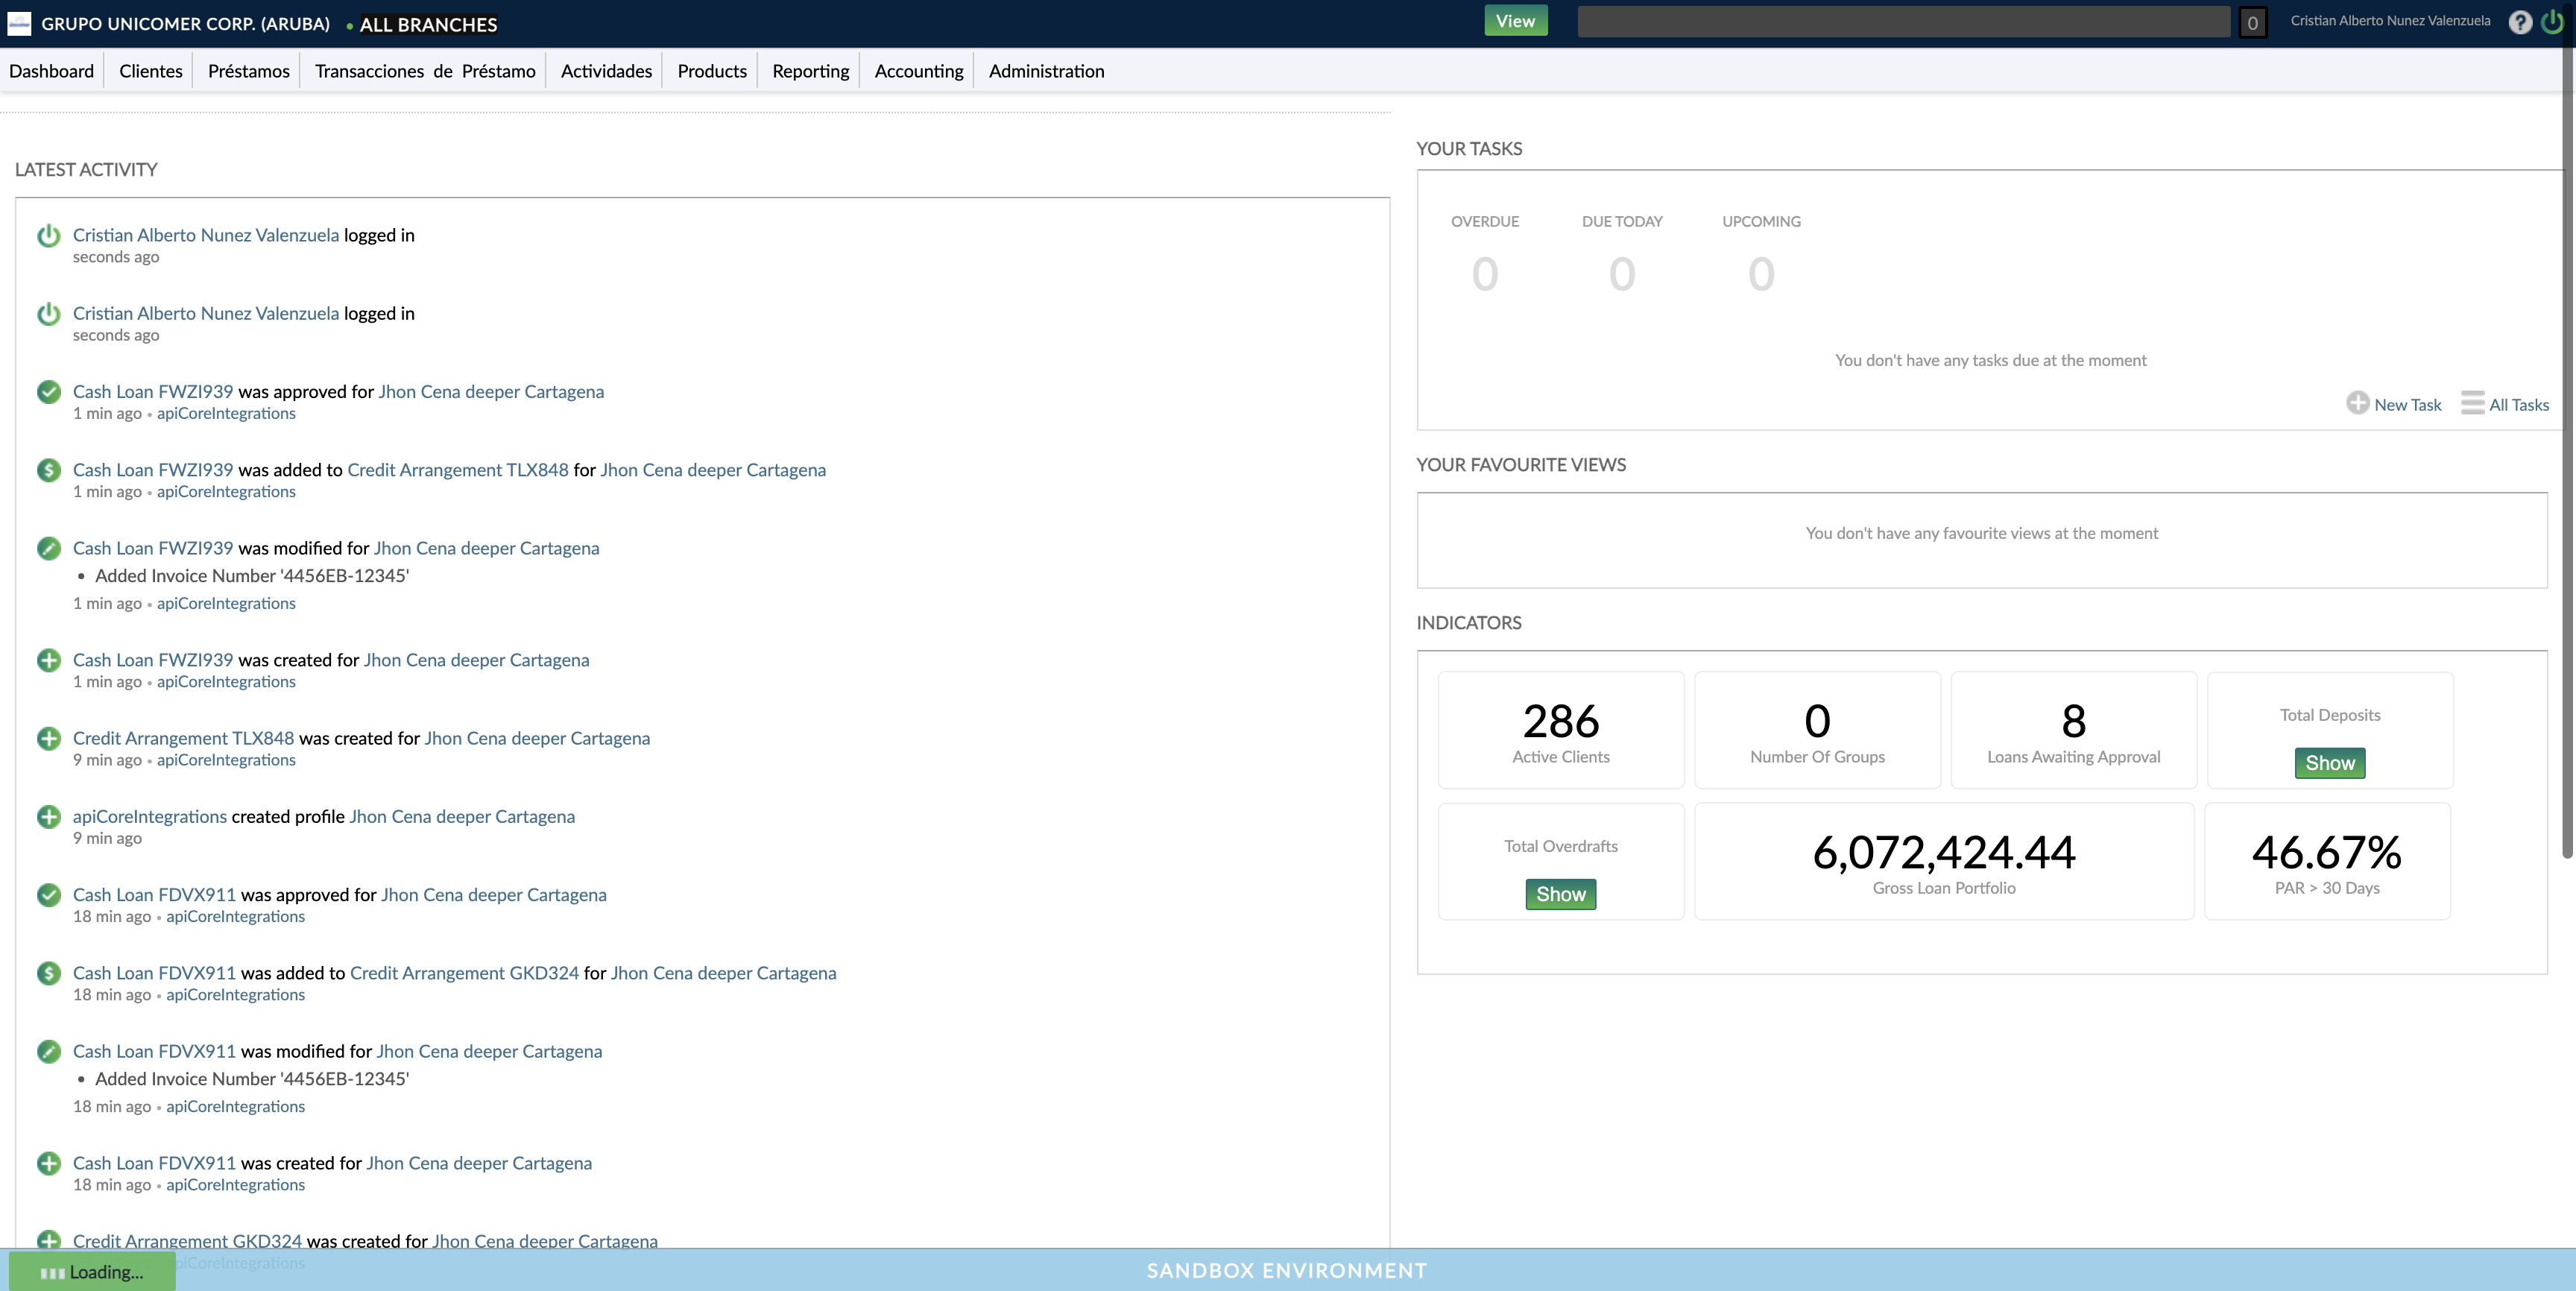 GRUPO UNICOMER CORP. (ARUBA) • ALL BRANCHES
View
0
Cristian Alberto Nunez Valenzuela
?
Dashboard Clientes Préstamos Transacciones de Préstamo Actividades Products Reporting Accounting Administration
LATEST ACTIVITY
Cristian Alberto Nunez Valenzuela logged in
seconds ago
Cristian Alberto Nunez Valenzuela logged in
seconds ago
Cash Loan FWZI939 was approved for Jhon Cena deeper Cartagena
1 min ago • apiCoreIntegrations
Cash Loan FWZI939 was added to Credit Arrangement TLX848 for Jhon Cena deeper Cartagena
1 min ago • apiCoreIntegrations
Cash Loan FWZI939 was modified for Jhon Cena deeper Cartagena
• Added Invoice Number '4456EB-12345'
1 min ago • apiCoreIntegrations
Cash Loan FWZI939 was created for Jhon Cena deeper Cartagena
1 min ago • apiCoreIntegrations
Credit Arrangement TLX848 was created for Jhon Cena deeper Cartagena
9 min ago • apiCoreIntegrations
apiCoreIntegrations created profile Jhon Cena deeper Cartagena
9 min ago
Cash Loan FDVX911 was approved for Jhon Cena deeper Cartagena
18 min ago • apiCoreIntegrations
Cash Loan FDVX911 was added to Credit Arrangement GKD324 for Jhon Cena deeper Cartagena
18 min ago • apiCoreIntegrations
Cash Loan FDVX911 was modified for Jhon Cena deeper Cartagena
• Added Invoice Number '4456EB-12345'
18 min ago • apiCoreIntegrations
Cash Loan FDVX911 was created for Jhon Cena deeper Cartagena
18 min ago • apiCoreIntegrations
Credit Arrangement GKD324 was created for Jhon Cena deeper Cartagena
YOUR TASKS
OVERDUE DUE TODAY UPCOMING
0 0 0
You don't have any tasks due at the moment
New Task All Tasks
YOUR FAVOURITE VIEWS
You don't have any favourite views at the moment
INDICATORS
286
Active Clients
0
Number Of Groups
8
Loans Awaiting Approval
Total Deposits
Show
Total Overdrafts
Show
6,072,424.44
Gross Loan Portfolio
46.67%
PAR > 30 Days
Loading...
SANDBOX ENVIRONMENT